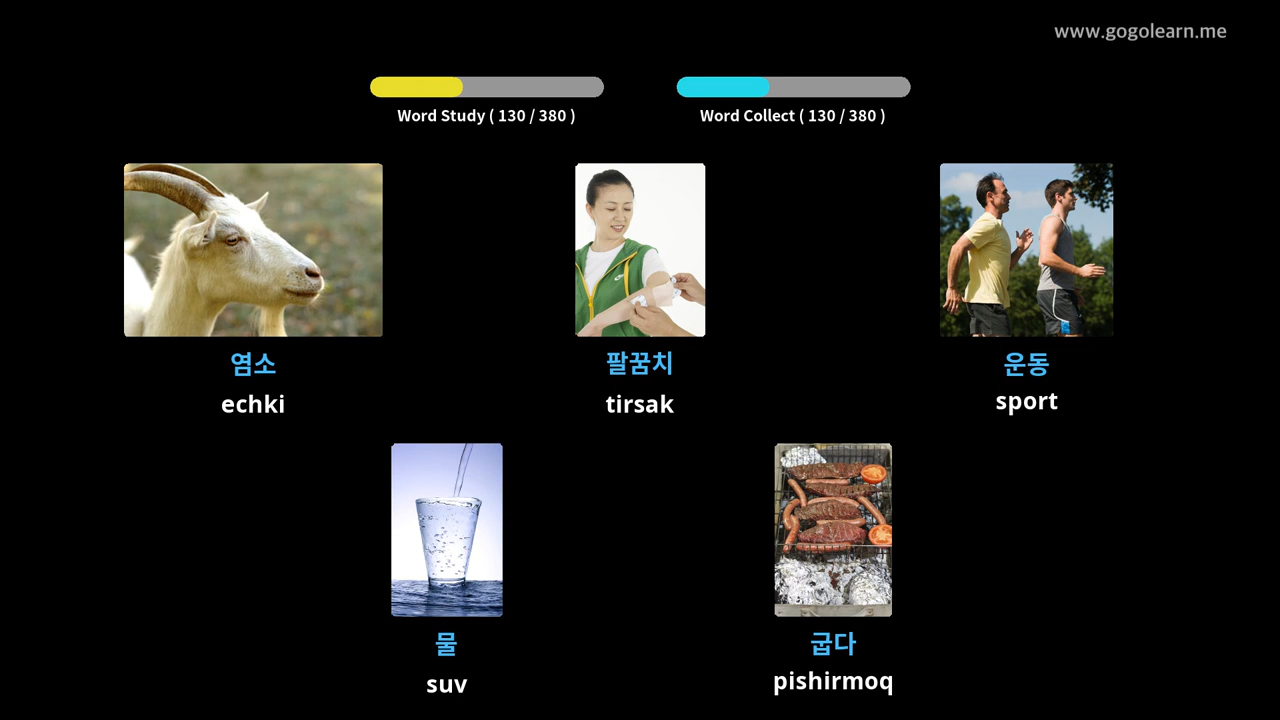 www.gogolearn.me
Word Study ( 130 / 380 )
Word Collect ( 130 / 380 )
염소
echki
팔꿈치
tirsak
운동
sport
물
suv
굽다
pishirmoq